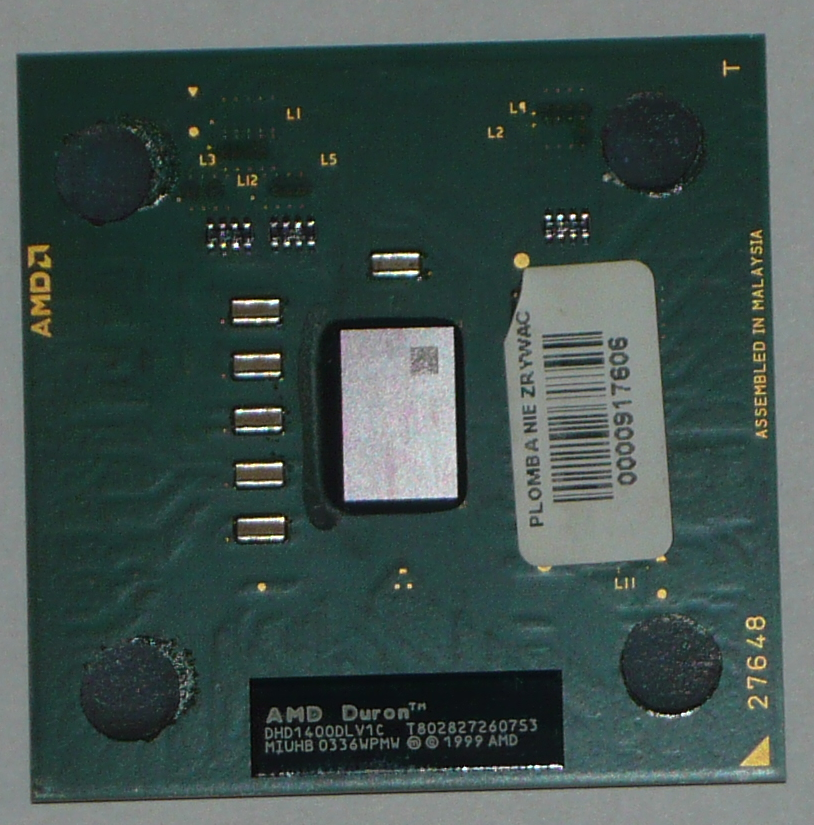 T
L1
L9
L2
L3
L5
L12
AMD
ASSEMBLED IN MALAYSIA
PLOMBA NIE ZRYWAC
0000917606
L11
27648
AMD Duron™
DHD1400DLV1C T802827260753
MIUHB 0336WPMW ⓜ © 1999 AMD